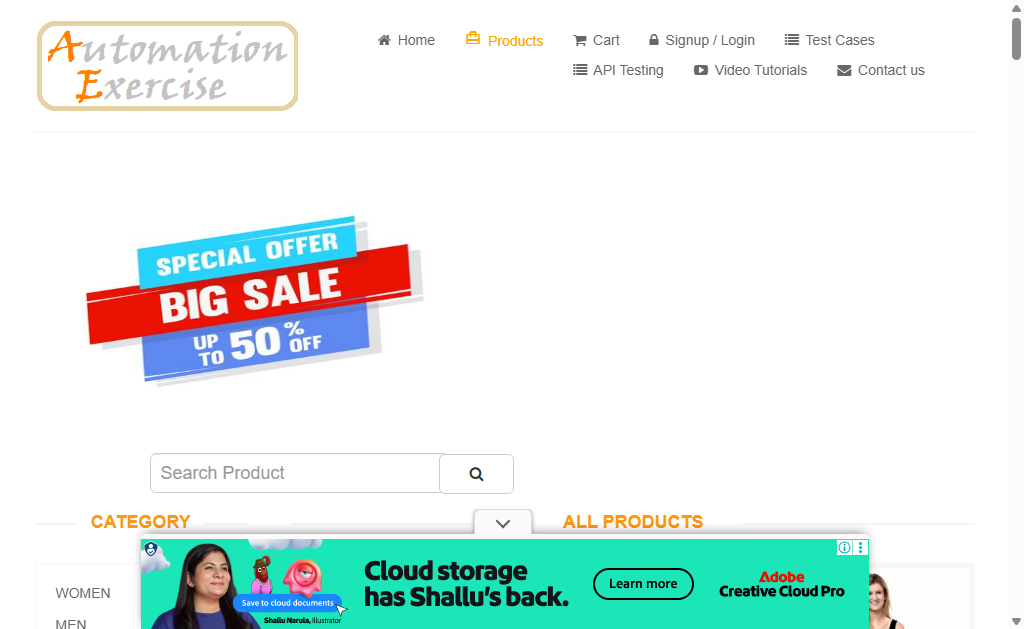 Automation
Exercise
Home
Products
Cart
Signup / Login
Test Cases
API Testing
Video Tutorials
Contact us
SPECIAL OFFER
BIG SALE
UP TO 50% OFF
Search Product
CATEGORY
ALL PRODUCTS
WOMEN
MEN
Save to cloud documents
Shallu Narula, Illustrator
Cloud storage
has Shallu's back.
Learn more
Adobe
Creative Cloud Pro